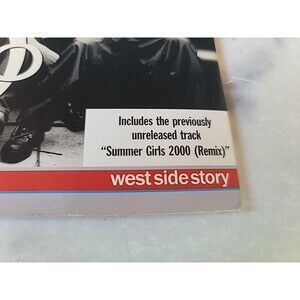 Includes the previously
unreleased track
“Summer Girls 2000 (Remix)”
west side story